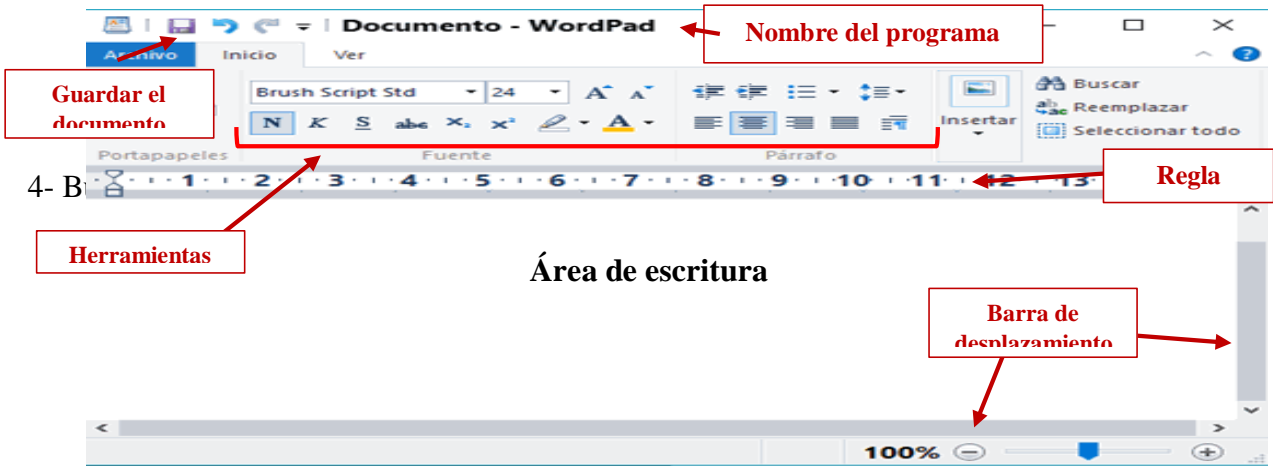 Documento - WordPad
Nombre del programa
Archivo Inicio Ver
Guardar el
documento
Brush Script Std 24
N K S abc X₂ X² A
Insertar
Buscar
Reemplazar
Seleccionar todo
Portapapeles Fuente Párrafo
4- B
1 2 3 4 5 6 7 8 9 10 11 12 13
Regla
Herramientas
Área de escritura
Barra de
desplazamiento
100%